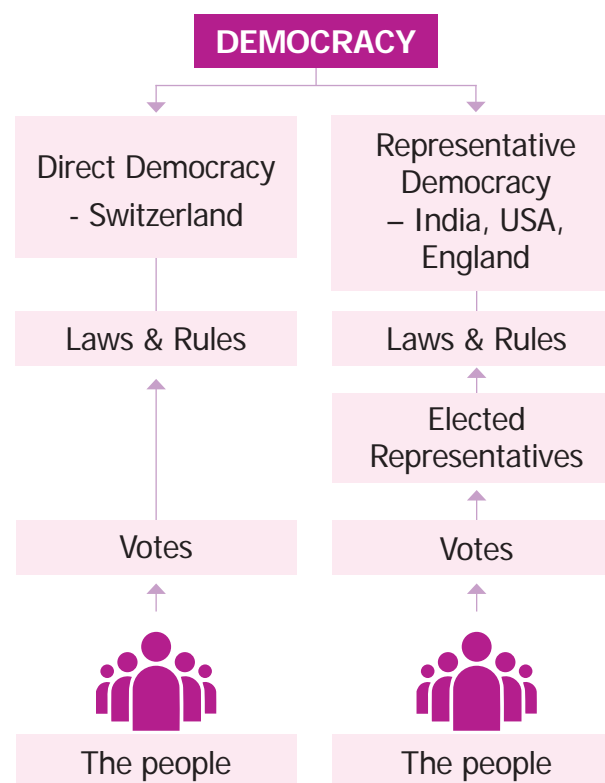 DEMOCRACY
Direct Democracy
- Switzerland
Laws & Rules
Votes
The people
Representative
Democracy
– India, USA,
England
Laws & Rules
Elected
Representatives
Votes
The people